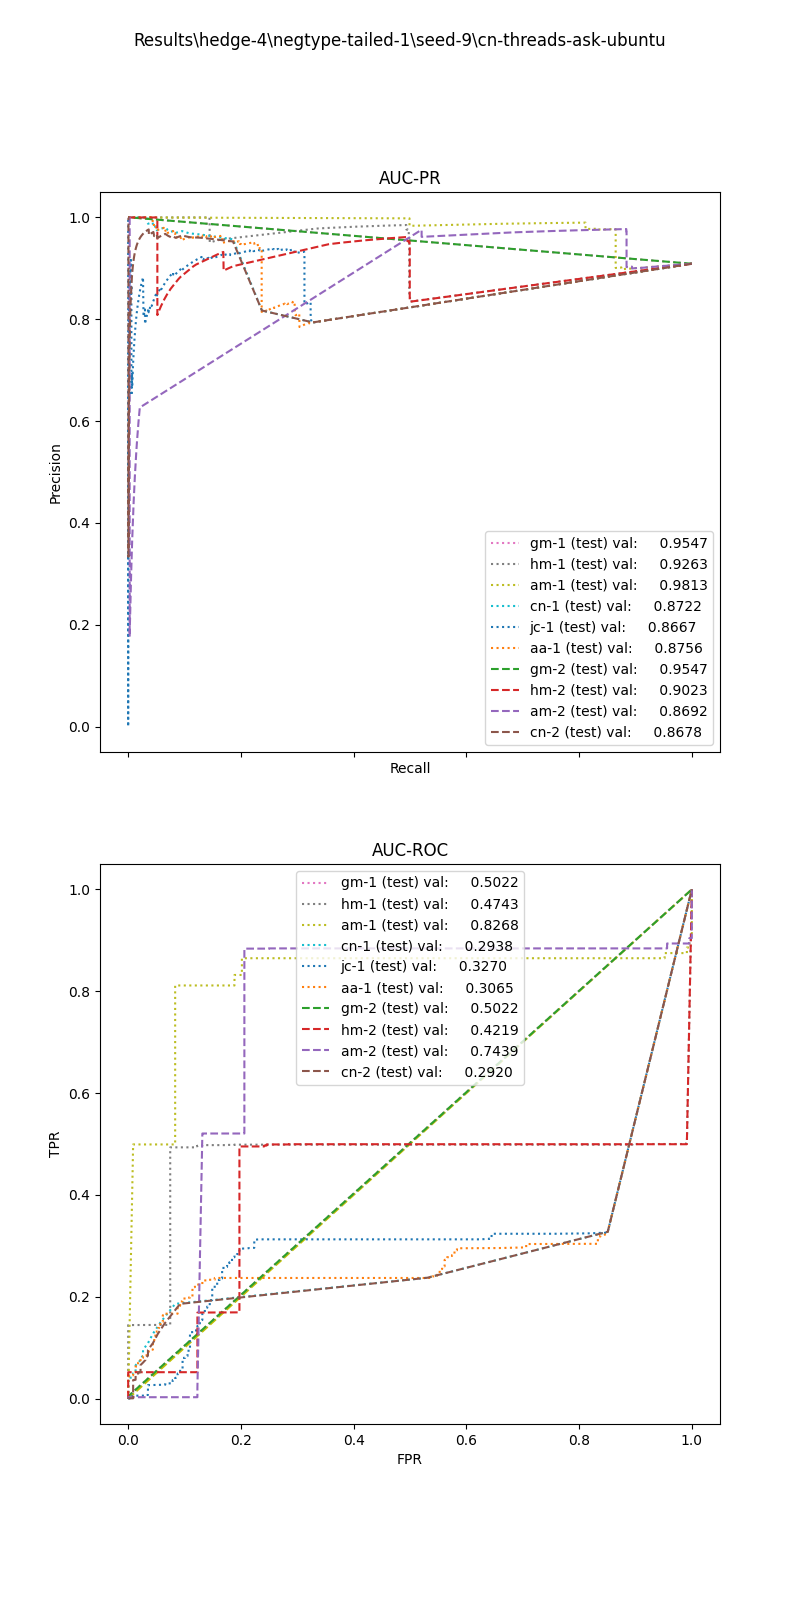 Results\hedge-4\negtype-tailed-1\seed-9\cn-threads-ask-ubuntu
AUC-PR
1.0
0.8
0.6
0.4
0.2
0.0
Precision
gm-1 (test) val: 0.9547
hm-1 (test) val: 0.9263
am-1 (test) val: 0.9813
cn-1 (test) val: 0.8722
jc-1 (test) val: 0.8667
aa-1 (test) val: 0.8756
gm-2 (test) val: 0.9547
hm-2 (test) val: 0.9023
am-2 (test) val: 0.8692
cn-2 (test) val: 0.8678
Recall
AUC-ROC
1.0
0.8
0.6
0.4
0.2
0.0
TPR
gm-1 (test) val: 0.5022
hm-1 (test) val: 0.4743
am-1 (test) val: 0.8268
cn-1 (test) val: 0.2938
jc-1 (test) val: 0.3270
aa-1 (test) val: 0.3065
gm-2 (test) val: 0.5022
hm-2 (test) val: 0.4219
am-2 (test) val: 0.7439
cn-2 (test) val: 0.2920
0.0 0.2 0.4 0.6 0.8 1.0
FPR